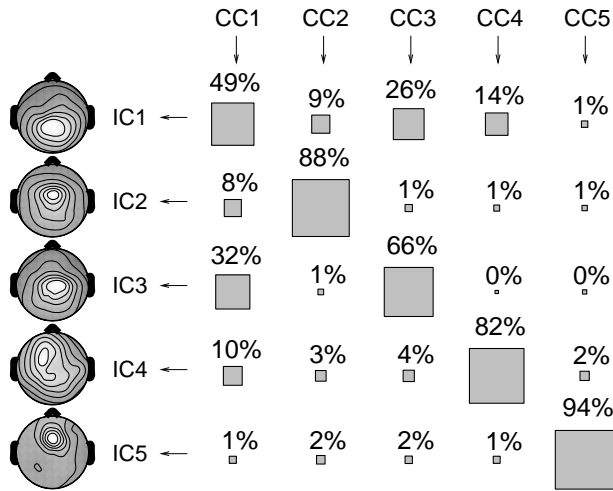 CC1 CC2 CC3 CC4 CC5
49% 9% 26% 14% 1%
IC1
88%
8% 1% 1% 1%
IC2
32% 1% 66% 0% 0%
IC3
82%
10% 3% 4% 2%
IC4
94%
1% 2% 2% 1%
IC5